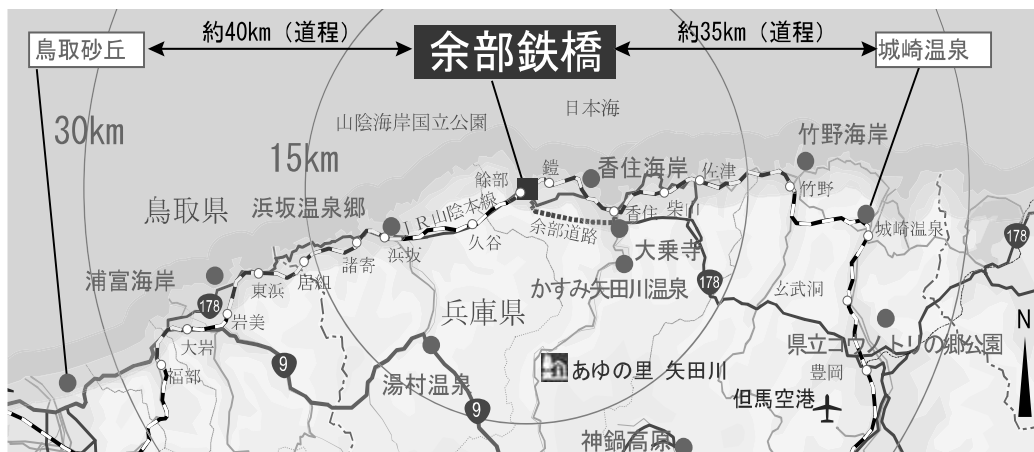 約40km（道程）
約35km（道程）
鳥取砂丘
余部鉄橋
城崎温泉
日本海
山陰海岸国立公園
30km
15km
竹野海岸
鎧
香住海岸
佐津
餘部
竹野
鳥取県
浜坂温泉郷
JR山陰本線
香住
柴山
余部道路
城崎温泉
178
久谷
浜坂
諸寄
大乗寺
浦富海岸
居組
東浜
かすみ矢田川温泉
178
玄武洞
178
岩美
兵庫県
N
大岩
県立コウノトリの郷公園
9
福部
湯村温泉
あゆの里 矢田川
豊岡
但馬空港
9
神鍋高原